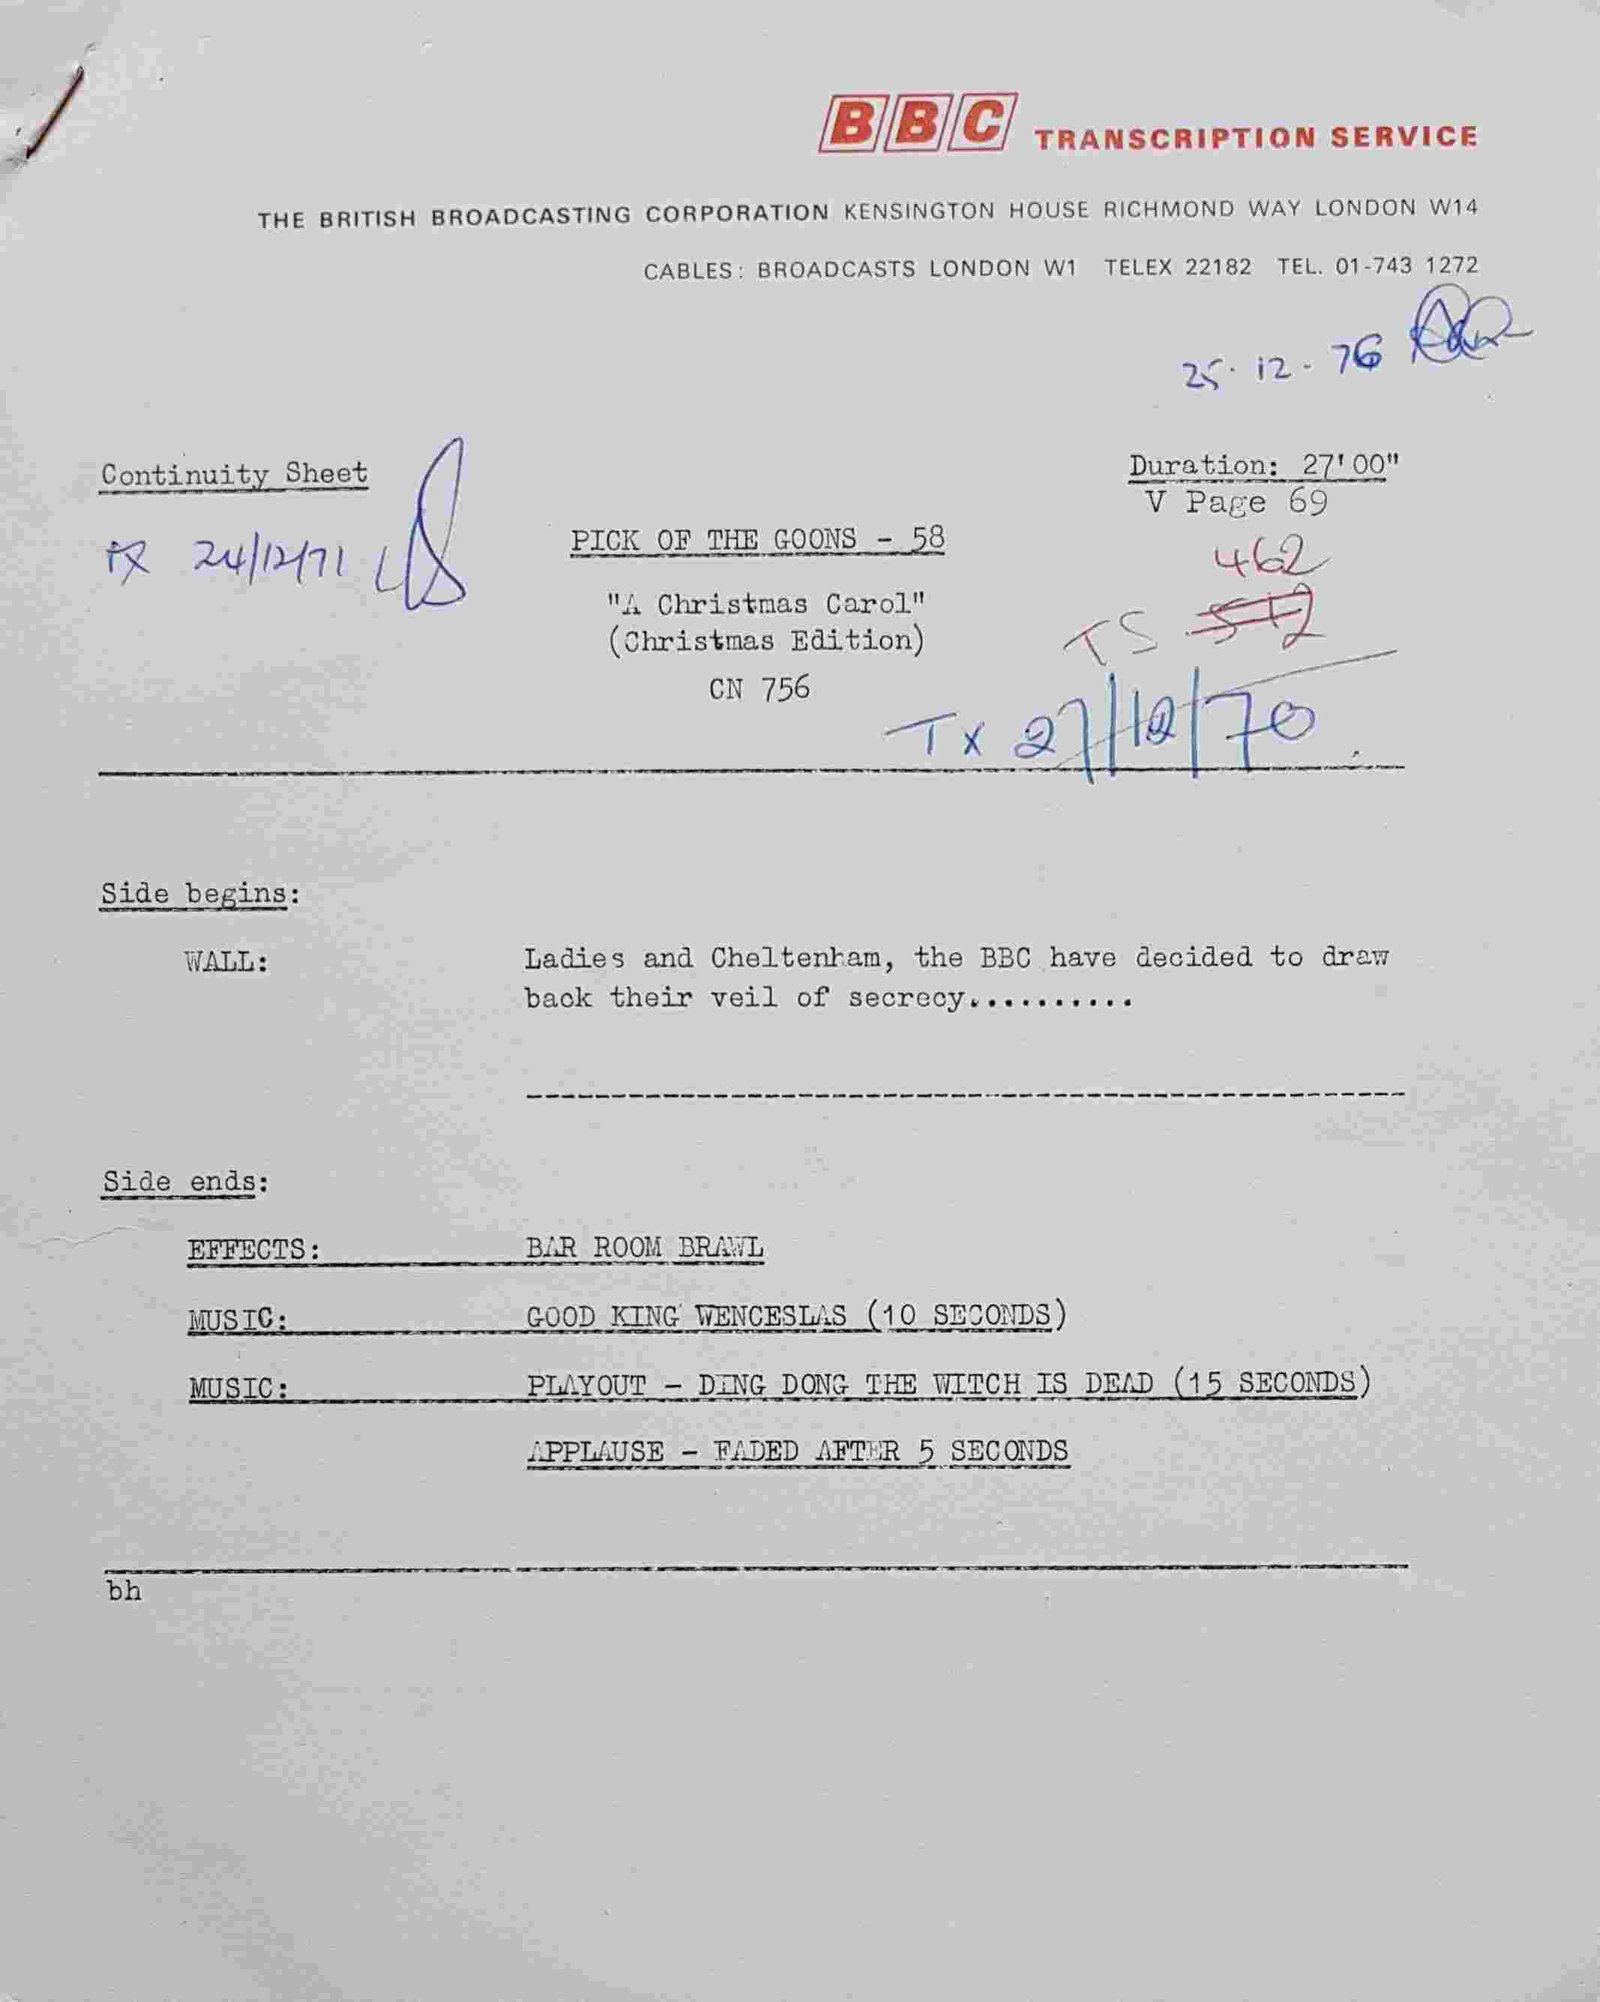 BBC TRANSCRIPTION SERVICE
THE BRITISH BROADCASTING CORPORATION KENSINGTON HOUSE RICHMOND WAY LONDON W14
CABLES: BROADCASTS LONDON W1 TELEX 22182 TEL. 01-743 1272
25.12.76
Continuity Sheet
Duration: 27'00"
V Page 69
TX 24/12/71
PICK OF THE GOONS - 58
462
"A Christmas Carol"
TS 512
(Christmas Edition)
CN 756
Tx 27/12/70
Side begins:
WALL: Ladies and Cheltenham, the BBC have decided to draw
back their veil of secrecy..........
Side ends:
EFFECTS: BAR ROOM BRAWL
MUSIC: GOOD KING WENCESLAS (10 SECONDS)
MUSIC: PLAYOUT - DING DONG THE WITCH IS DEAD (15 SECONDS)
APPLAUSE - FADED AFTER 5 SECONDS
bh